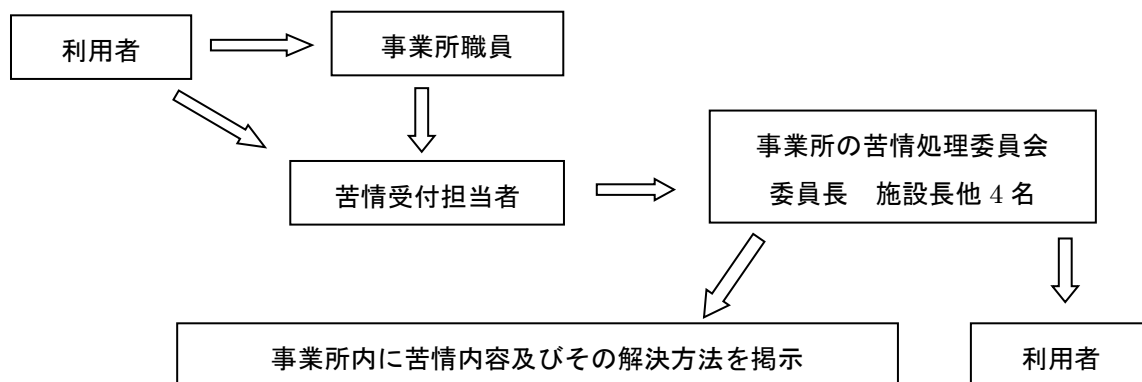 利用者
事業所職員
苦情受付担当者
事業所の苦情処理委員会
委員長　施設長他 4 名
事業所内に苦情内容及びその解決方法を掲示
利用者